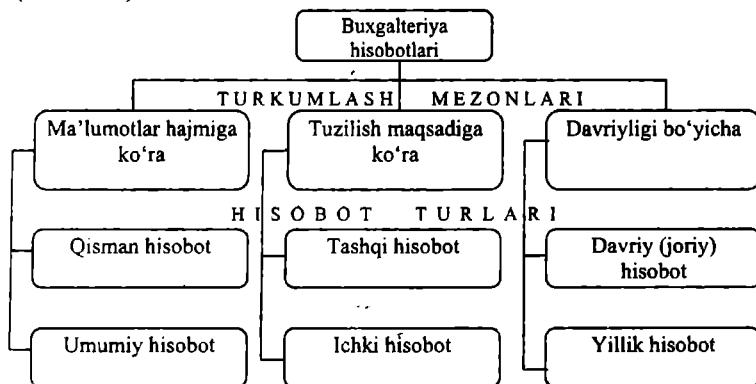 Buxgalteriya
hisobotlari
TURKUMLASH MEZONLARI
Ma’lumotlar hajmiga
ko‘ra
Tuzilish maqsadiga
ko‘ra
Davriyligi bo‘yicha
HISOBOT TURLARI
Qisman hisobot
Tashqi hisobot
Davriy (joriy)
hisobot
Umumiy hisobot
Ichki hisobot
Yillik hisobot